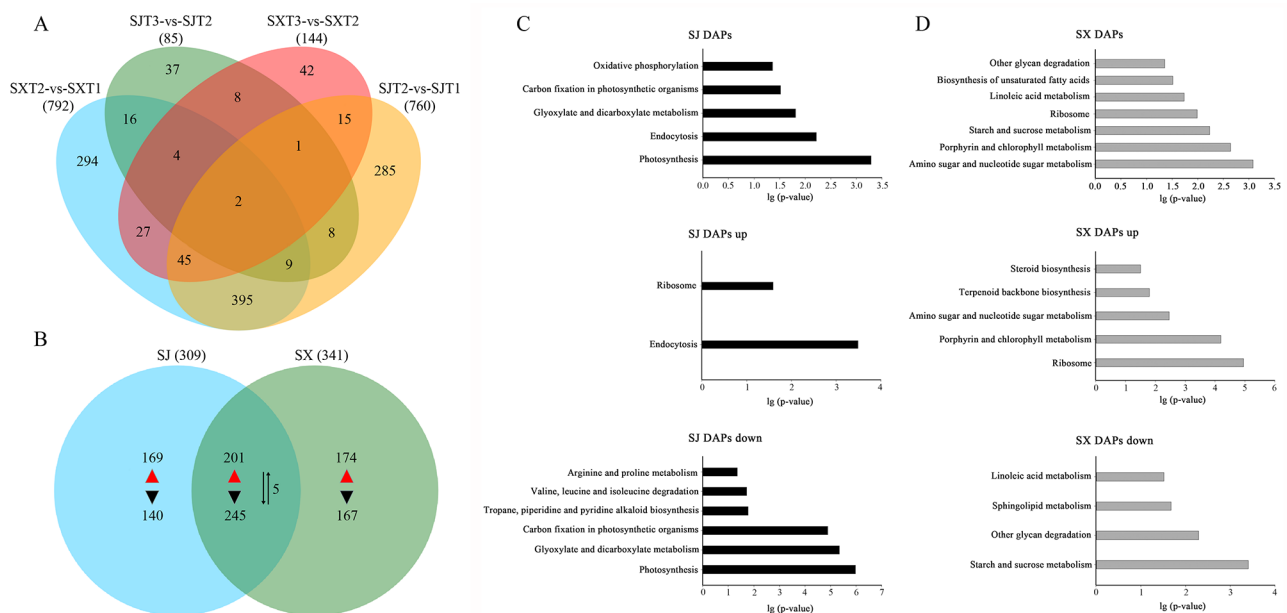 A
SJT3-vs-SJT2
(85)
SXT3-vs-SXT2
(144)
SXT2-vs-SXT1
(792)
SJT2-vs-SJT1
(760)
37
42
8
16
15
4
1
294
285
2
27
8
45
9
395
B
SJ (309)
SX (341)
169
201
174
5
140
245
167
C
SJ DAPs
Oxidative phosphorylation
Carbon fixation in photosynthetic organisms
Glyoxylate and dicarboxylate metabolism
Endocytosis
Photosynthesis
0.0 0.5 1.0 1.5 2.0 2.5 3.0 3.5
lg (p-value)
SJ DAPs up
Ribosome
Endocytosis
0 1 2 3 4
lg (p-value)
SJ DAPs down
Arginine and proline metabolism
Valine, leucine and isoleucine degradation
Tropane, piperidine and pyridine alkaloid biosynthesis
Carbon fixation in photosynthetic organisms
Glyoxylate and dicarboxylate metabolism
Photosynthesis
0 1 2 3 4 5 6 7
lg (p-value)
D
SX DAPs
Other glycan degradation
Biosynthesis of unsaturated fatty acids
Linoleic acid metabolism
Ribosome
Starch and sucrose metabolism
Porphyrin and chlorophyll metabolism
Amino sugar and nucleotide sugar metabolism
0.0 0.5 1.0 1.5 2.0 2.5 3.0 3.5
lg (p-value)
SX DAPs up
Steroid biosynthesis
Terpenoid backbone biosynthesis
Amino sugar and nucleotide sugar metabolism
Porphyrin and chlorophyll metabolism
Ribosome
0 1 2 3 4 5 6
lg (p-value)
SX DAPs down
Linoleic acid metabolism
Sphingolipid metabolism
Other glycan degradation
Starch and sucrose metabolism
0 1 2 3 4
lg (p-value)